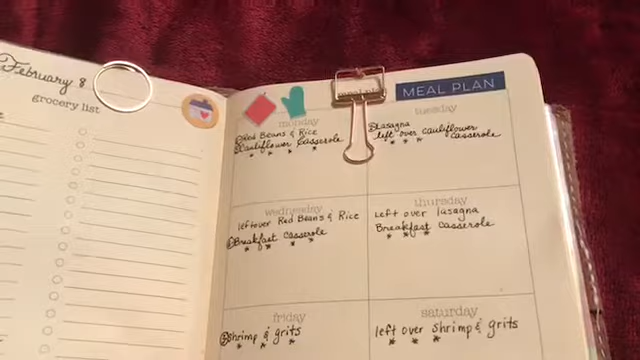 February 8
grocery list
MEAL PLAN
monday
Red Beans & Rice
Cauliflower Casserole
tuesday
Lasagna
left over cauliflower
casserole
wednesday
leftover Red Beans & Rice
Breakfast casserole
thursday
Left over lasagna
Breakfast casserole
friday
Shrimp & grits
saturday
left over shrimp & grits